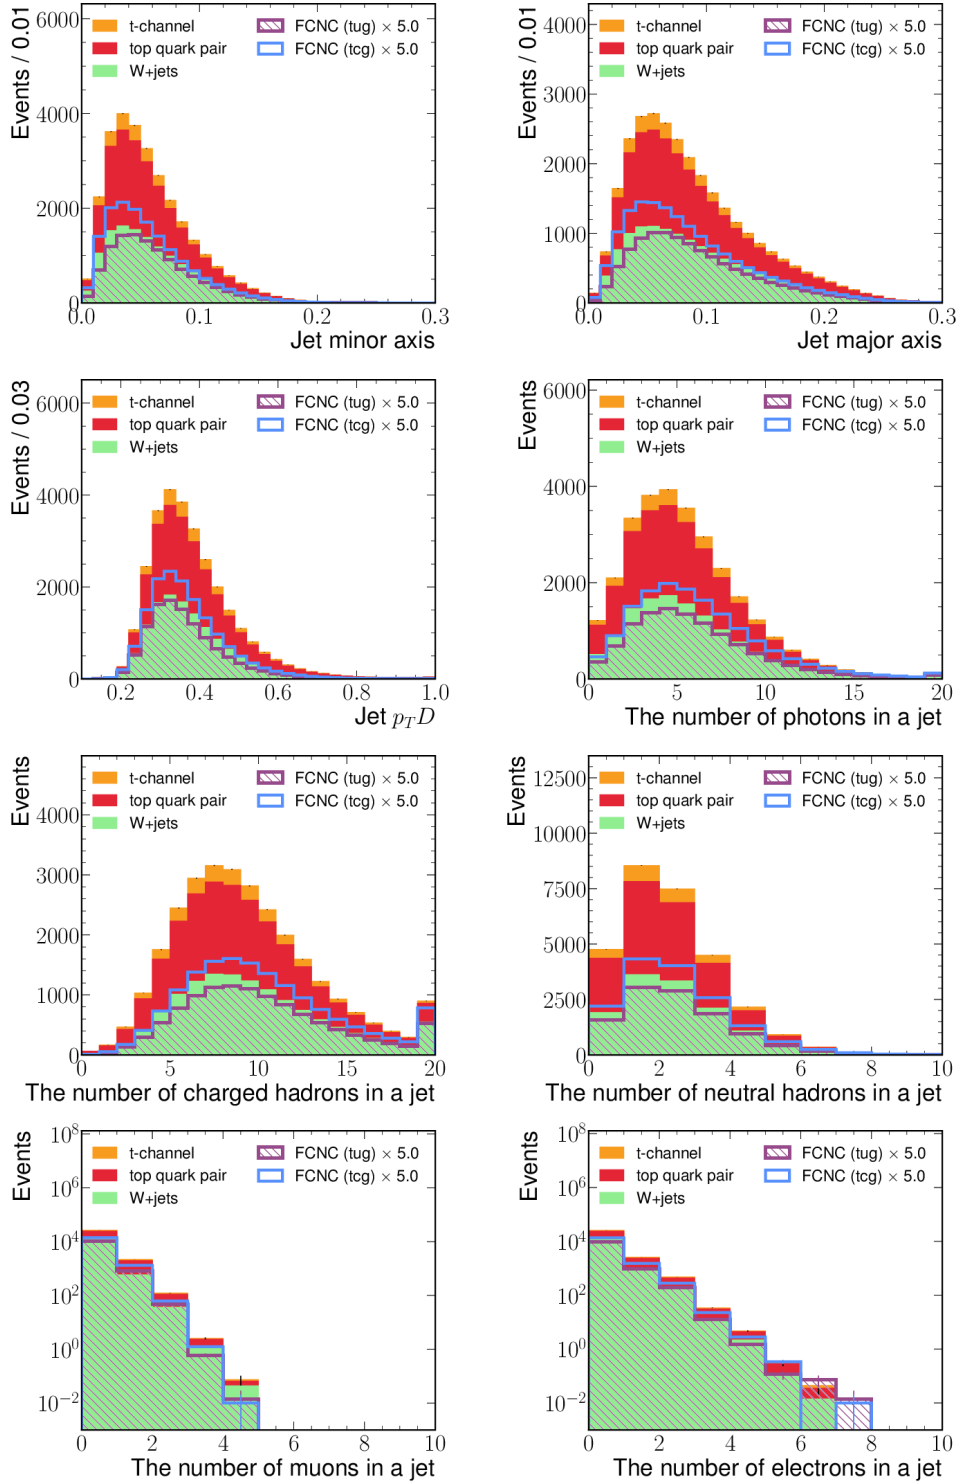 Events / 0.01
6000
4000
2000
0
t-channel
top quark pair
W+jets
FCNC (tug) × 5.0
FCNC (tcg) × 5.0
0.0 0.1 0.2 0.3
Jet minor axis
Events / 0.01
4000
3000
2000
1000
0
t-channel
top quark pair
W+jets
FCNC (tug) × 5.0
FCNC (tcg) × 5.0
0.0 0.1 0.2 0.3
Jet major axis
Events / 0.03
6000
4000
2000
0
t-channel
top quark pair
W+jets
FCNC (tug) × 5.0
FCNC (tcg) × 5.0
0.2 0.4 0.6 0.8 1.0
Jet p_T D
Events
6000
4000
2000
0
t-channel
top quark pair
W+jets
FCNC (tug) × 5.0
FCNC (tcg) × 5.0
0 5 10 15 20
The number of photons in a jet
Events
4000
3000
2000
1000
0
t-channel
top quark pair
W+jets
FCNC (tug) × 5.0
FCNC (tcg) × 5.0
0 5 10 15 20
The number of charged hadrons in a jet
Events
12500
10000
7500
5000
2500
0
t-channel
top quark pair
W+jets
FCNC (tug) × 5.0
FCNC (tcg) × 5.0
0 2 4 6 8 10
The number of neutral hadrons in a jet
Events
10^8
10^6
10^4
10^2
10^0
10^−2
t-channel
top quark pair
W+jets
FCNC (tug) × 5.0
FCNC (tcg) × 5.0
0 2 4 6 8 10
The number of muons in a jet
Events
10^8
10^6
10^4
10^2
10^0
10^−2
t-channel
top quark pair
W+jets
FCNC (tug) × 5.0
FCNC (tcg) × 5.0
0 2 4 6 8 10
The number of electrons in a jet